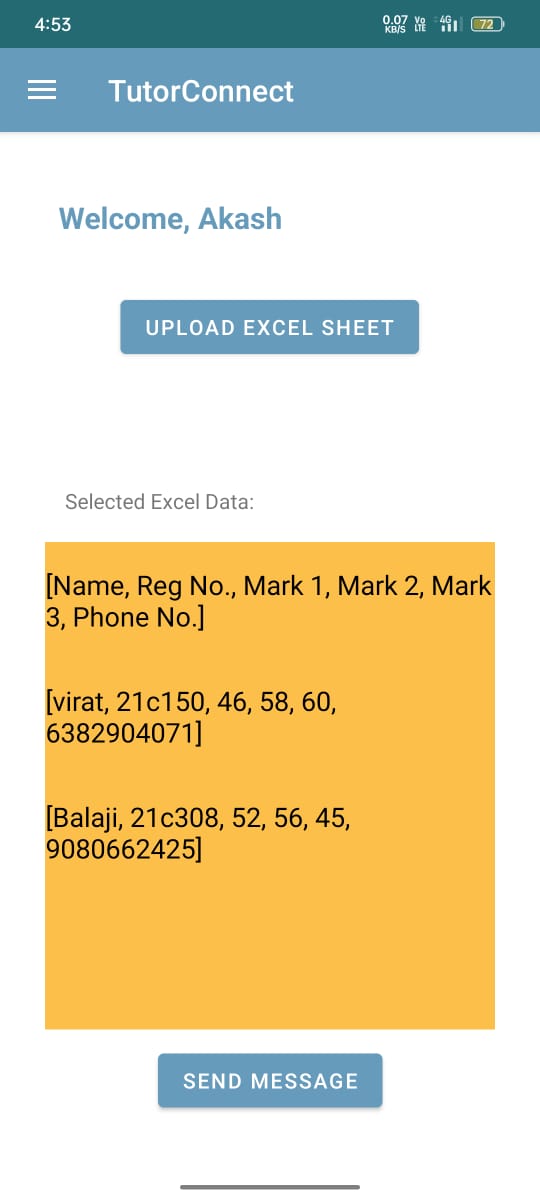 4:53
0.07 KB/S Vo LTE 4G 72
TutorConnect
Welcome, Akash
UPLOAD EXCEL SHEET
Selected Excel Data:
[Name, Reg No., Mark 1, Mark 2, Mark
3, Phone No.]
[virat, 21c150, 46, 58, 60,
6382904071]
[Balaji, 21c308, 52, 56, 45,
9080662425]
SEND MESSAGE